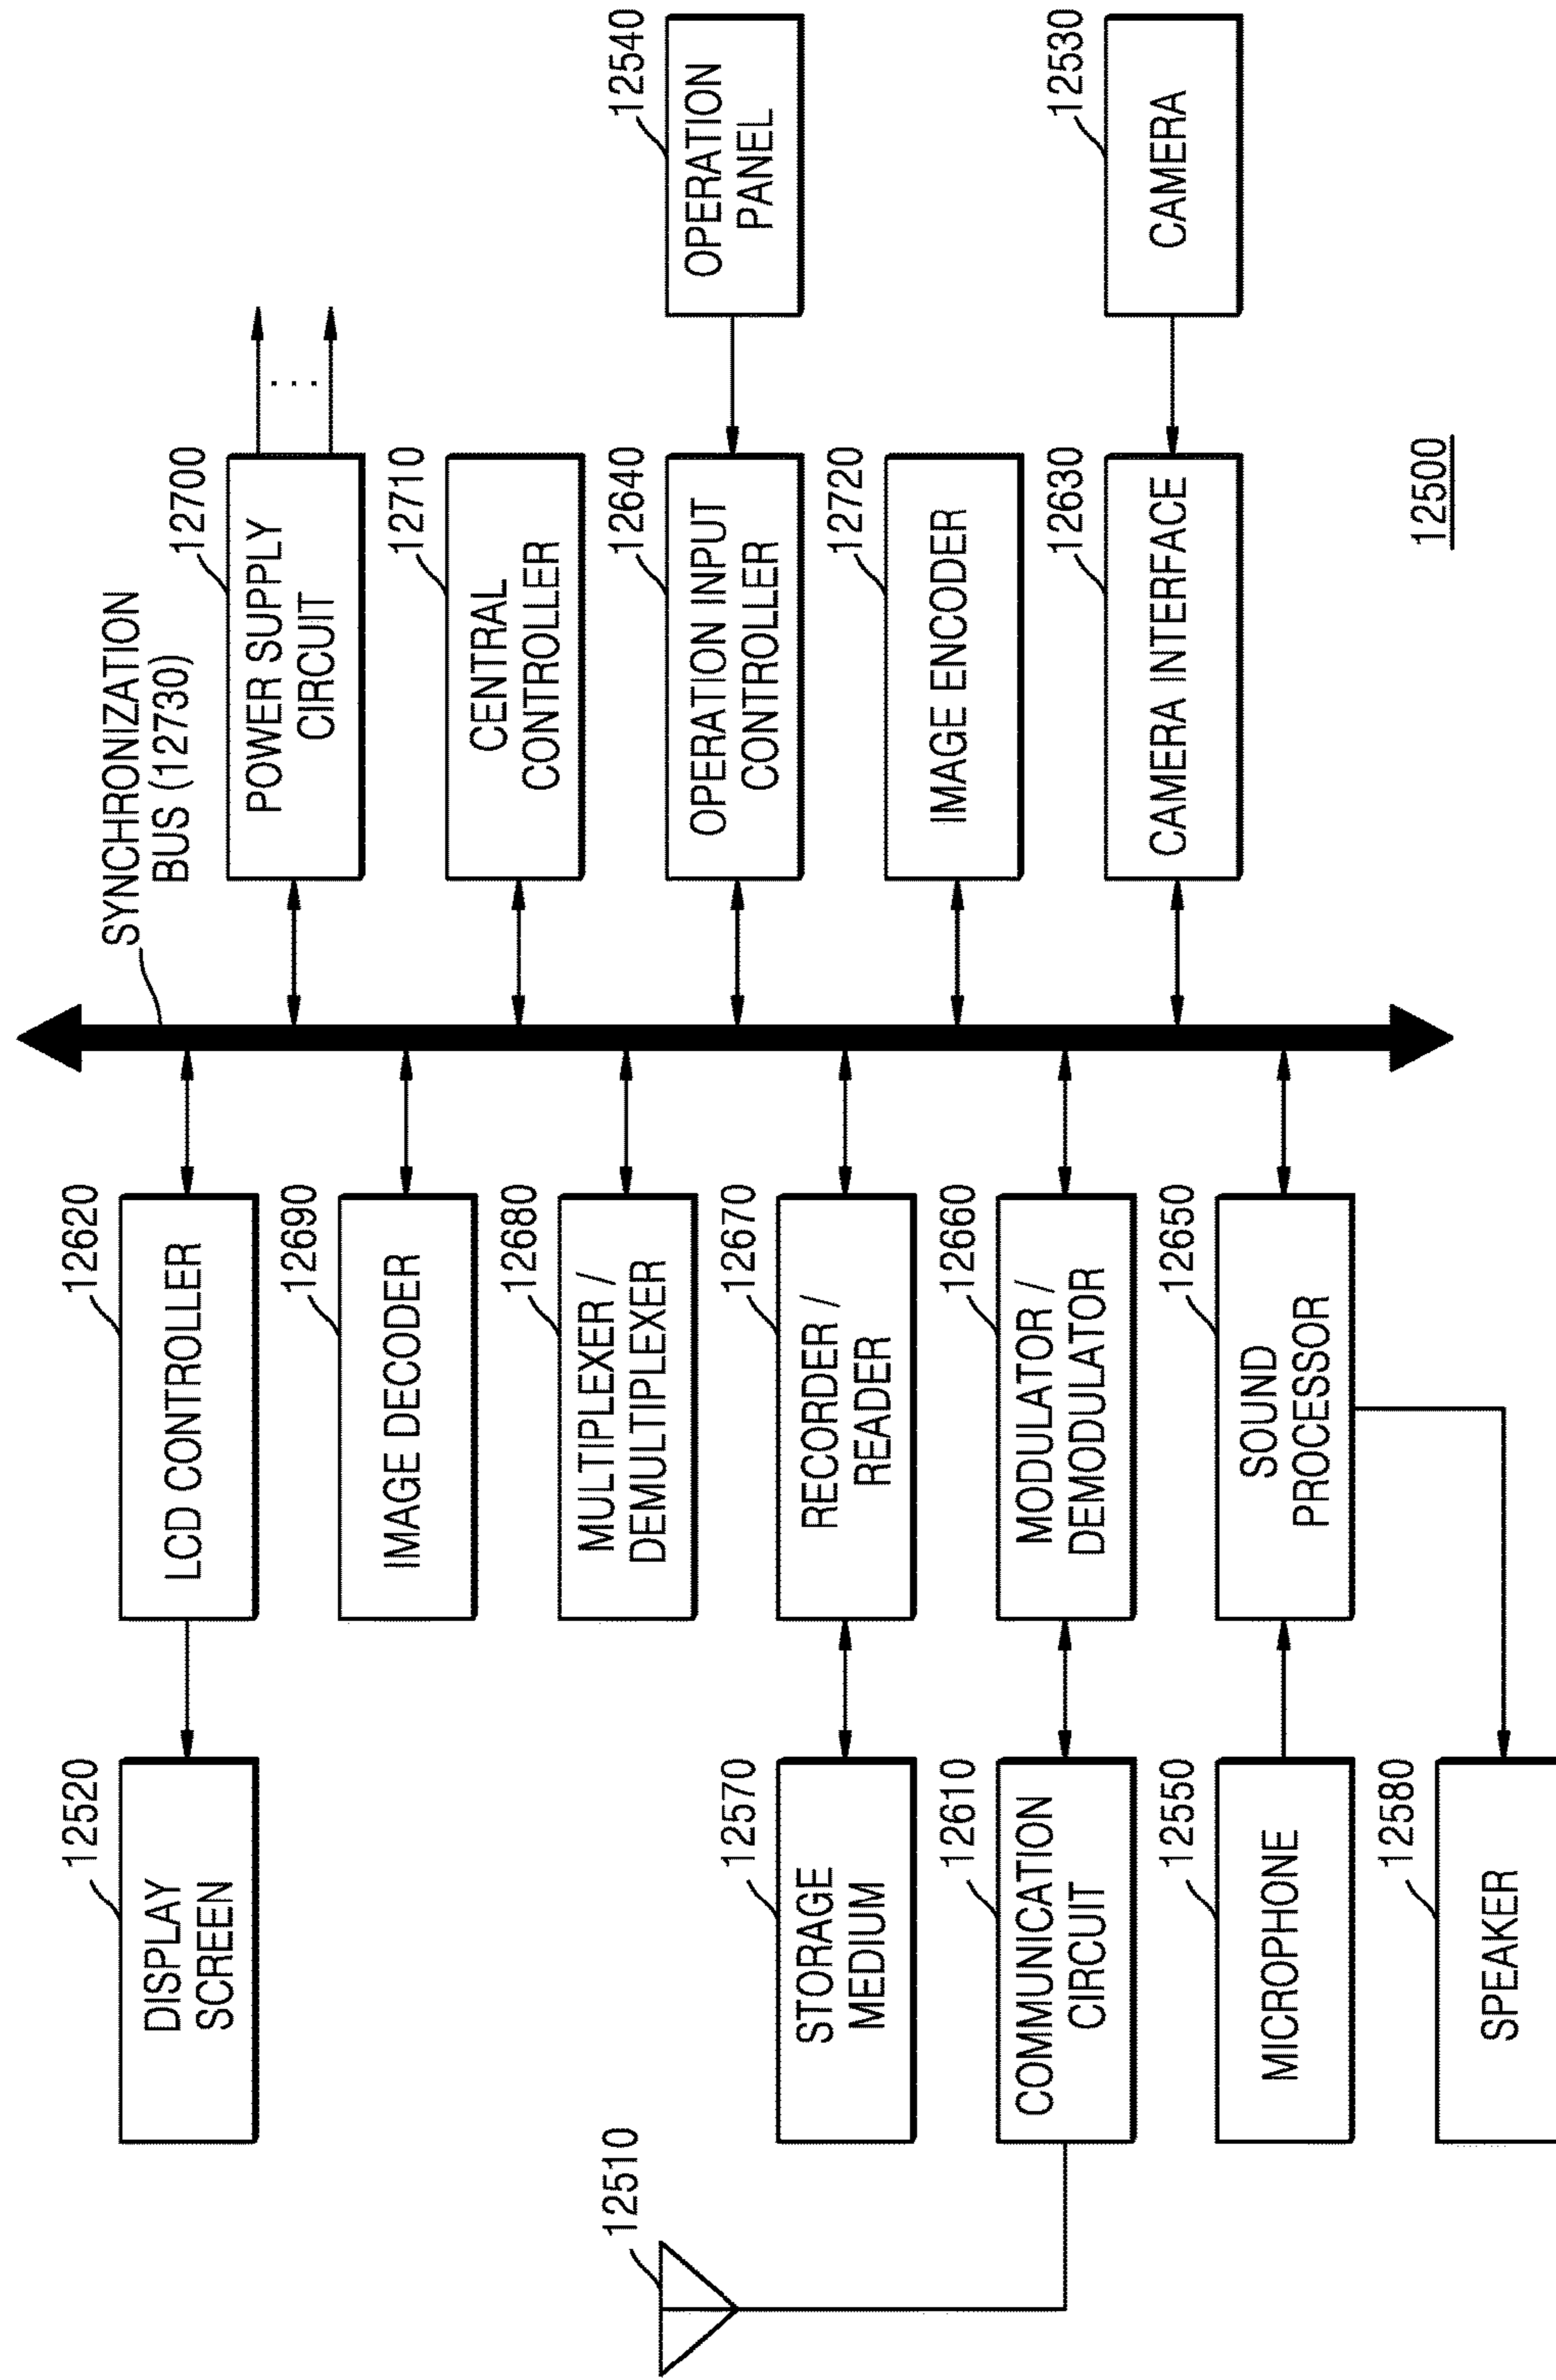 12510
12520
DISPLAY
SCREEN
12620
LCD CONTROLLER
12690
IMAGE DECODER
12680
MULTIPLEXER /
DEMULTIPLEXER
12570
STORAGE
MEDIUM
12670
RECORDER /
READER
12610
COMMUNICATION
CIRCUIT
12660
MODULATOR /
DEMODULATOR
12550
MICROPHONE
12650
SOUND
PROCESSOR
12580
SPEAKER
SYNCHRONIZATION
BUS (12730)
12700
POWER SUPPLY
CIRCUIT
...
12710
CENTRAL
CONTROLLER
12640
OPERATION INPUT
CONTROLLER
12540
OPERATION
PANEL
12720
IMAGE ENCODER
12630
CAMERA INTERFACE
12530
CAMERA
12500